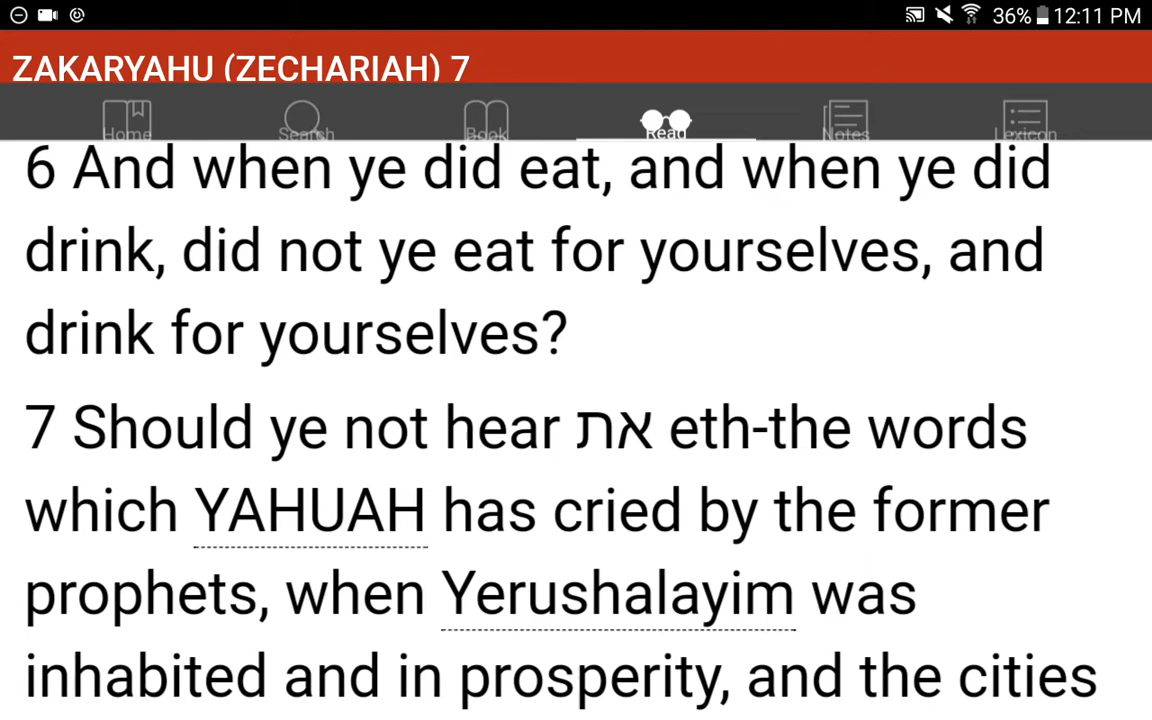 36% 12:11 PM
ZAKARYAHU (ZECHARIAH) 7
Home Search Book Read Notes Lexicon
6 And when ye did eat, and when ye did
drink, did not ye eat for yourselves, and
drink for yourselves?
7 Should ye not hear את eth-the words
which YAHUAH has cried by the former
prophets, when Yerushalayim was
inhabited and in prosperity, and the cities